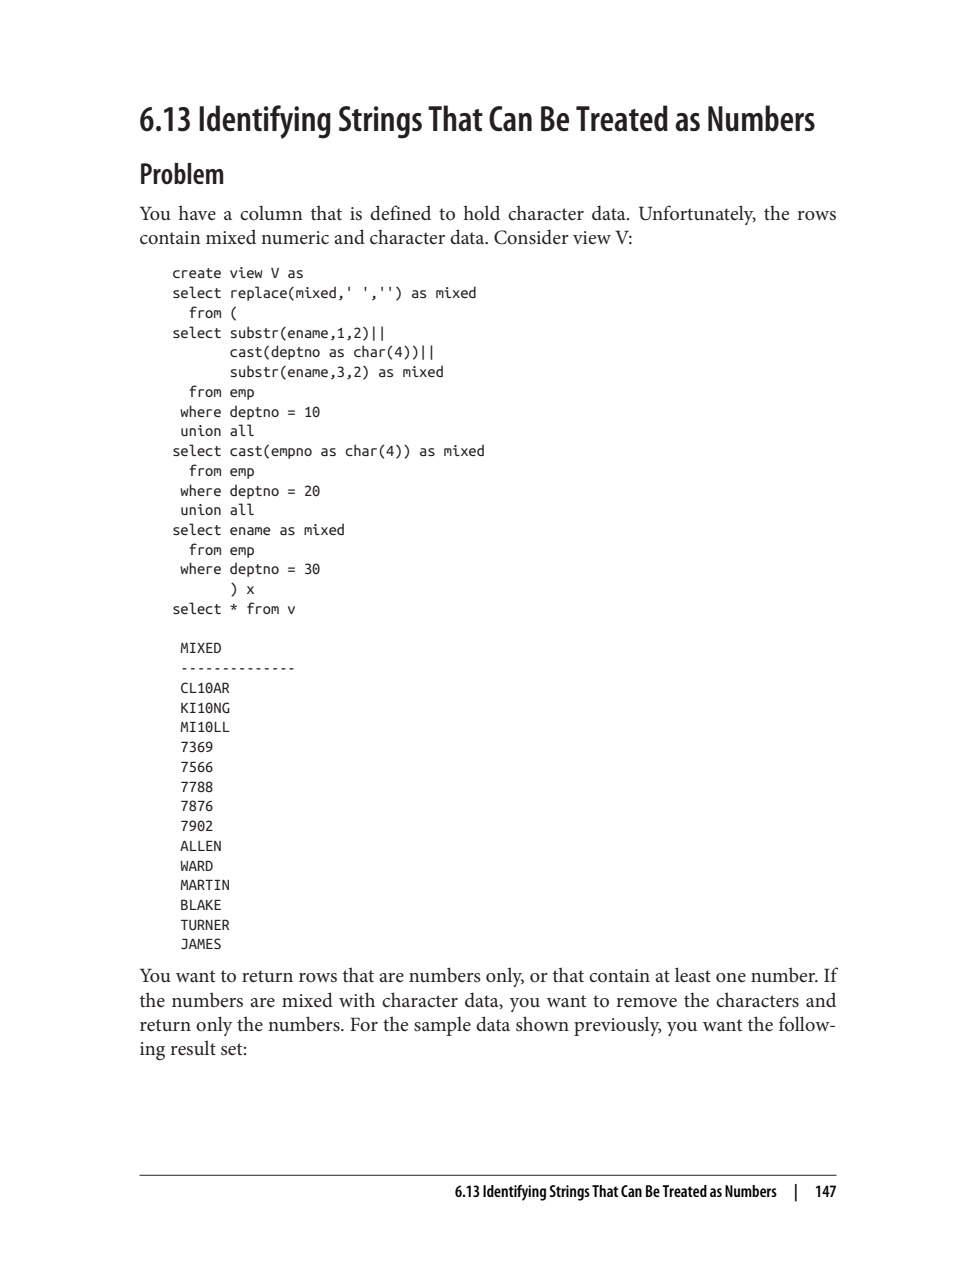 6.13 Identifying Strings That Can Be Treated as Numbers
Problem
You have a column that is defined to hold character data. Unfortunately, the rows
contain mixed numeric and character data. Consider view V:
create view V as
select replace(mixed,' ','') as mixed
  from (
select substr(ename,1,2)||
       cast(deptno as char(4))||
       substr(ename,3,2) as mixed
  from emp
 where deptno = 10
 union all
select cast(empno as char(4)) as mixed
  from emp
 where deptno = 20
 union all
select ename as mixed
  from emp
 where deptno = 30
       ) x
select * from v
MIXED
--------------
CL10AR
KI10NG
MI10LL
7369
7566
7788
7876
7902
ALLEN
WARD
MARTIN
BLAKE
TURNER
JAMES
You want to return rows that are numbers only, or that contain at least one number. If
the numbers are mixed with character data, you want to remove the characters and
return only the numbers. For the sample data shown previously, you want the follow-
ing result set:
6.13 Identifying Strings That Can Be Treated as Numbers | 147